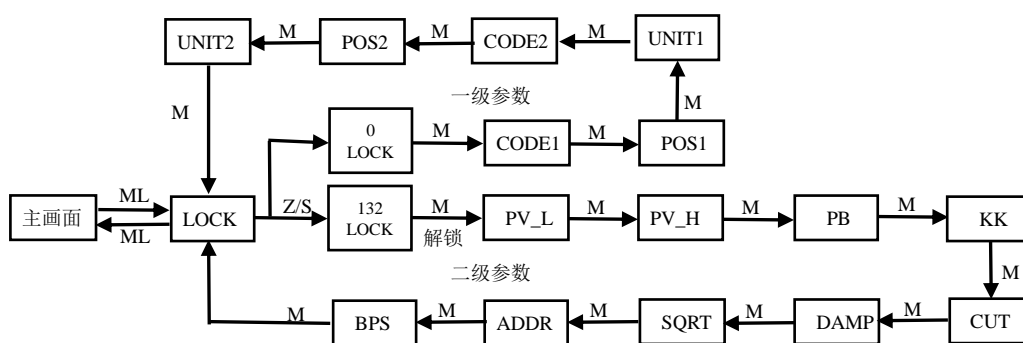 UNIT2
M
POS2
M
CODE2
M
UNIT1
M
一级参数
M
0
LOCK
M
CODE1
M
POS1
主画面
ML
ML
LOCK
Z/S
132
LOCK
M
解锁
PV_L
M
PV_H
M
PB
M
KK
二级参数
M
M
BPS
M
ADDR
M
SQRT
M
DAMP
M
CUT